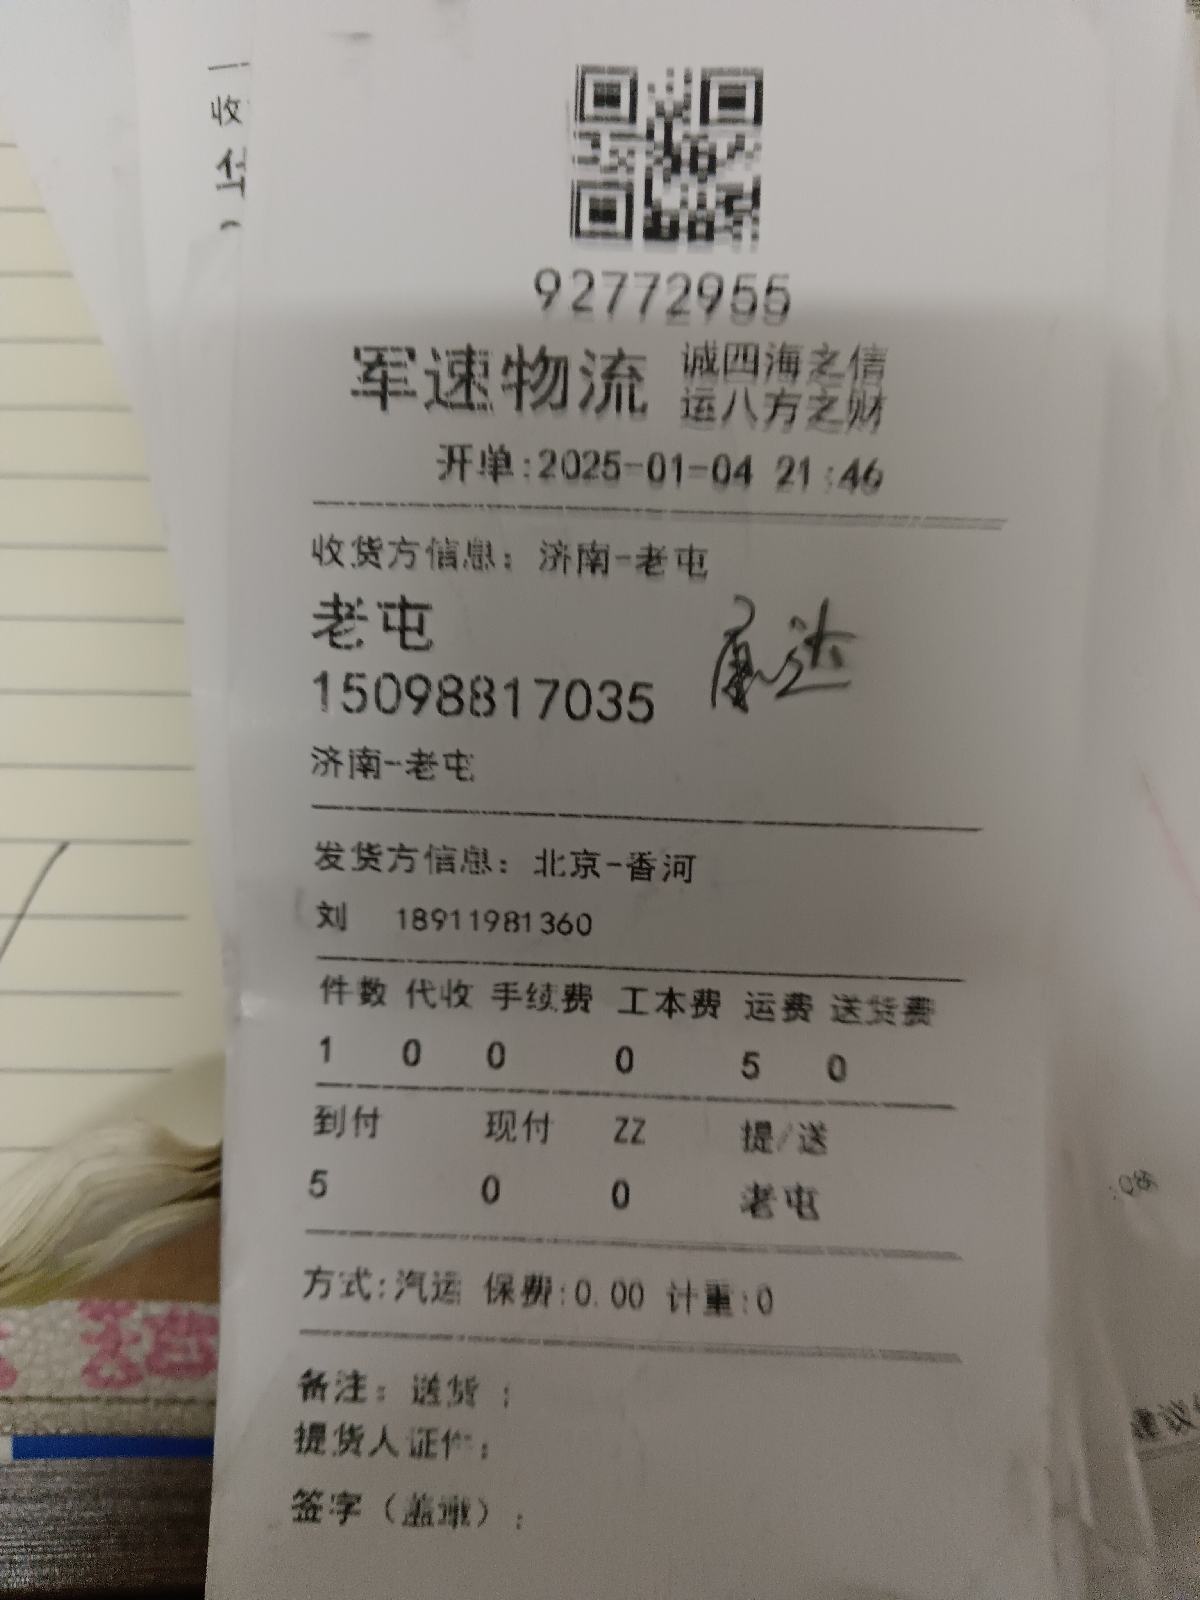 收
92772955
军速物流 诚四海之信
运八方之财
开单:2025-01-04 21:46
收货方信息: 济南-老屯
老屯
康达
15098817035
济南-老屯
发货方信息: 北京-香河
刘 18911981360
件数 代收 手续费 工本费 运费 送货费
1 0 0 0 5 0
到付 现付 ZZ 提/送
5 0 0 老屯
方式:汽运 保费:0.00 计重:0
备注: 送货 ;
提货人证件:
签字(盖章):
建议